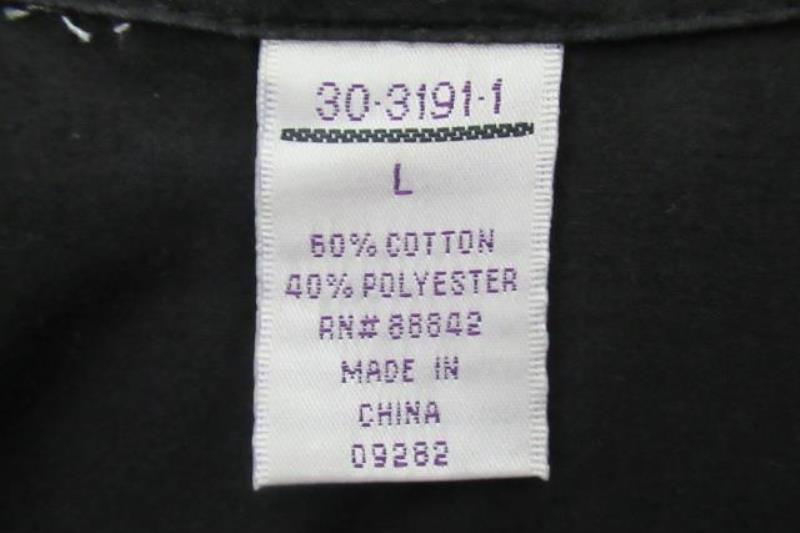 30-3191-1
L
60% COTTON
40% POLYESTER
RN# 88842
MADE IN
CHINA
09282